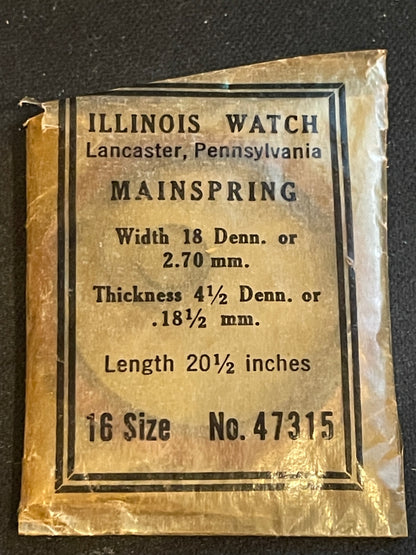 ILLINOIS WATCH
Lancaster, Pennsylvania
MAINSPRING
Width 18 Denn. or
2.70 mm.
Thickness 4½ Denn. or
.18½ mm.
Length 20½ inches
16 Size No. 47315